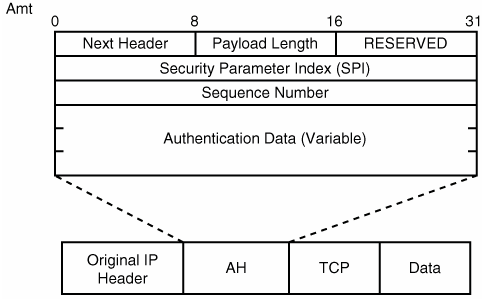 Amt
0 8 16 31
Next Header Payload Length RESERVED
Security Parameter Index (SPI)
Sequence Number
Authentication Data (Variable)
Original IP
Header
AH
TCP
Data